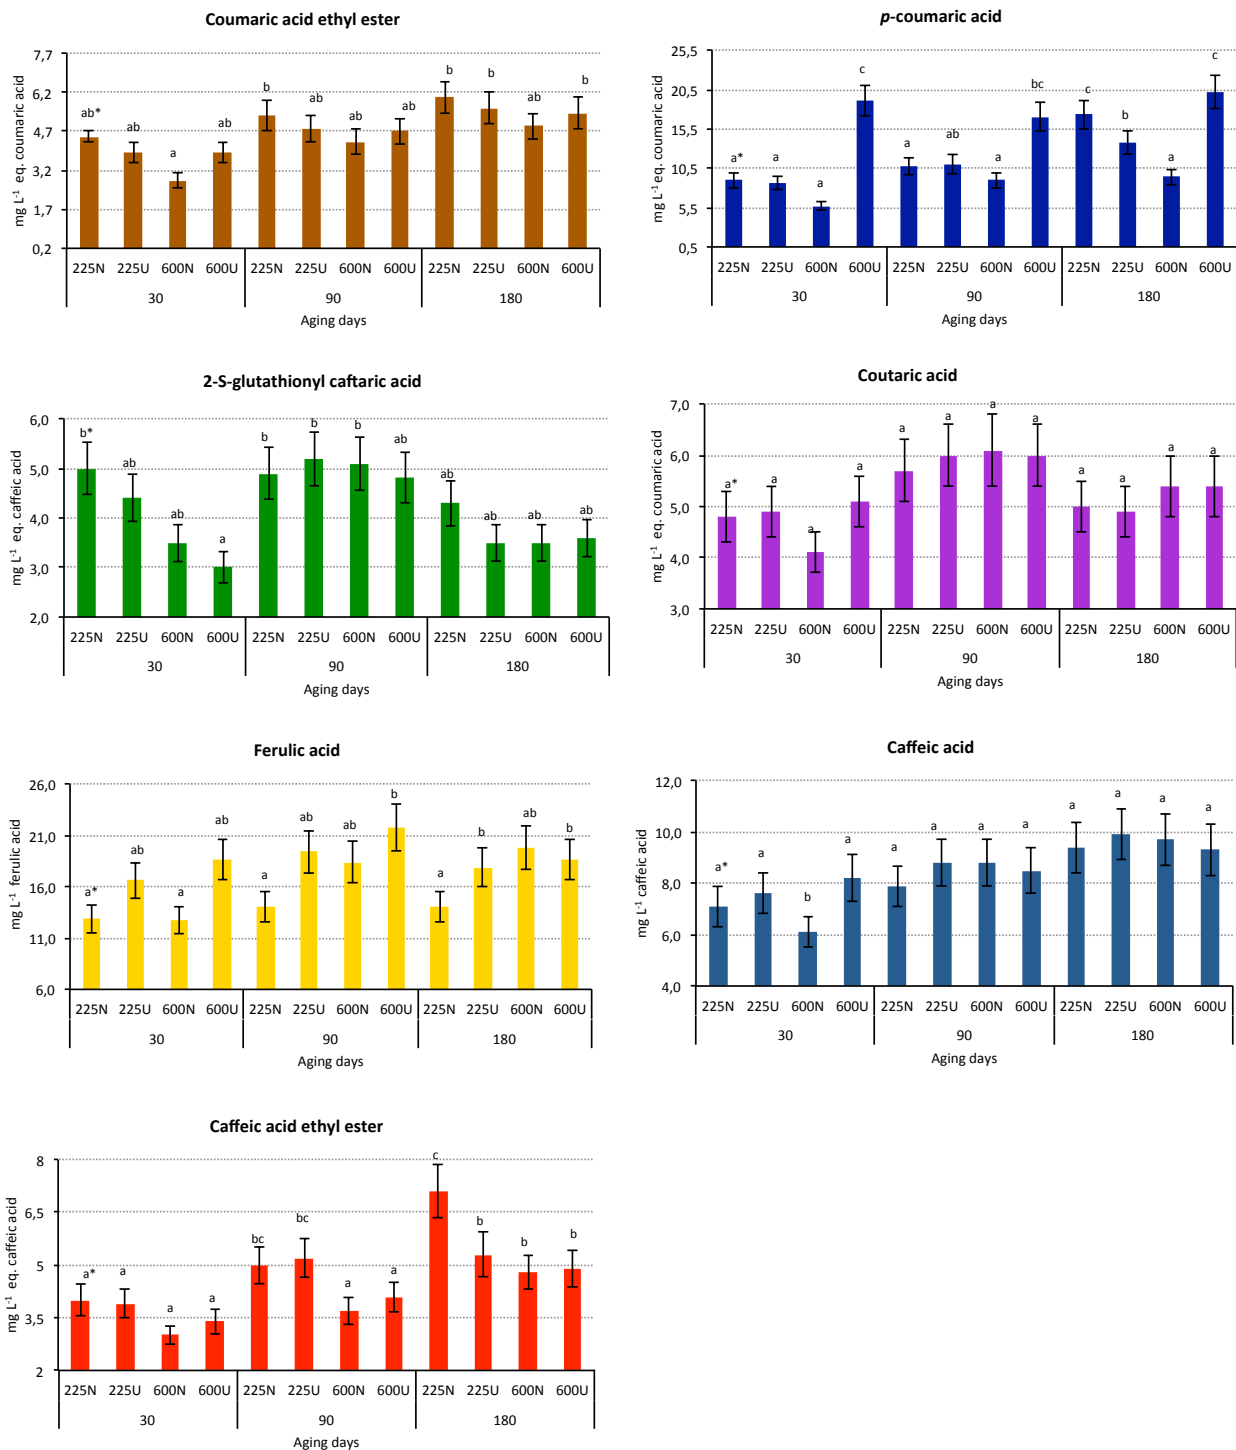 Coumaric acid ethyl ester
mg L-1 eq. coumaric acid
7,7
6,2
4,7
3,2
1,7
0,2
ab* ab a ab b ab ab ab b b ab b
225N 225U 600N 600U 225N 225U 600N 600U 225N 225U 600N 600U
30 90 180
Aging days
p-coumaric acid
mg L-1 eq. coumaric acid
25,5
20,5
15,5
10,5
5,5
0,5
a* a a c a ab a bc c b a c
225N 225U 600N 600U 225N 225U 600N 600U 225N 225U 600N 600U
30 90 180
Aging days
2-S-glutathionyl caftaric acid
mg L-1 eq. caffeic acid
6,0
5,0
4,0
3,0
2,0
b* ab ab a b b b ab ab ab ab ab
225N 225U 600N 600U 225N 225U 600N 600U 225N 225U 600N 600U
30 90 180
Aging days
Coutaric acid
mg L-1 eq. coumaric acid
7,0
6,0
5,0
4,0
3,0
a* a a a a a a a a a a a
225N 225U 600N 600U 225N 225U 600N 600U 225N 225U 600N 600U
30 90 180
Aging days
Ferulic acid
mg L-1 ferulic acid
26,0
21,0
16,0
11,0
6,0
a* ab a ab a ab ab b a b ab b
225N 225U 600N 600U 225N 225U 600N 600U 225N 225U 600N 600U
30 90 180
Aging days
Caffeic acid
mg L-1 caffeic acid
12,0
10,0
8,0
6,0
4,0
a* a b a a a a a a a a a
225N 225U 600N 600U 225N 225U 600N 600U 225N 225U 600N 600U
30 90 180
Aging days
Caffeic acid ethyl ester
mg L-1 eq. caffeic acid
8
6,5
5
3,5
2
a* a a a bc bc a a c b b b
225N 225U 600N 600U 225N 225U 600N 600U 225N 225U 600N 600U
30 90 180
Aging days